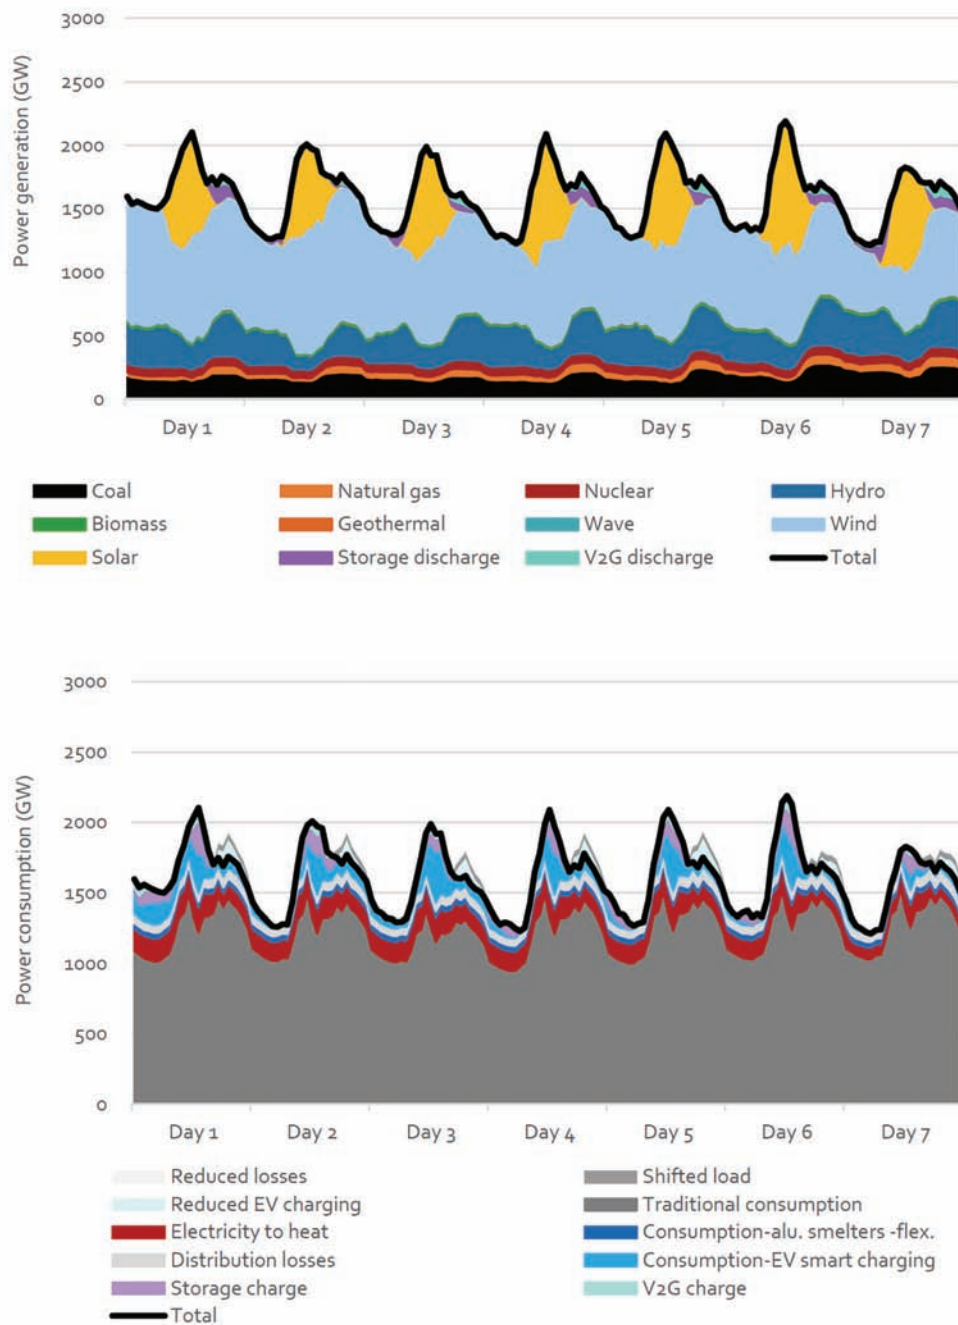 3000
2500
2000
1500
1000
500
0
Power generation (GW)
Day 1 Day 2 Day 3 Day 4 Day 5 Day 6 Day 7
Coal Natural gas Nuclear Hydro
Biomass Geothermal Wave Wind
Solar Storage discharge V2G discharge Total
3000
2500
2000
1500
1000
500
0
Power consumption (GW)
Day 1 Day 2 Day 3 Day 4 Day 5 Day 6 Day 7
Reduced losses Shifted load
Reduced EV charging Traditional consumption
Electricity to heat Consumption-alu. smelters -flex.
Distribution losses Consumption-EV smart charging
Storage charge V2G charge
Total